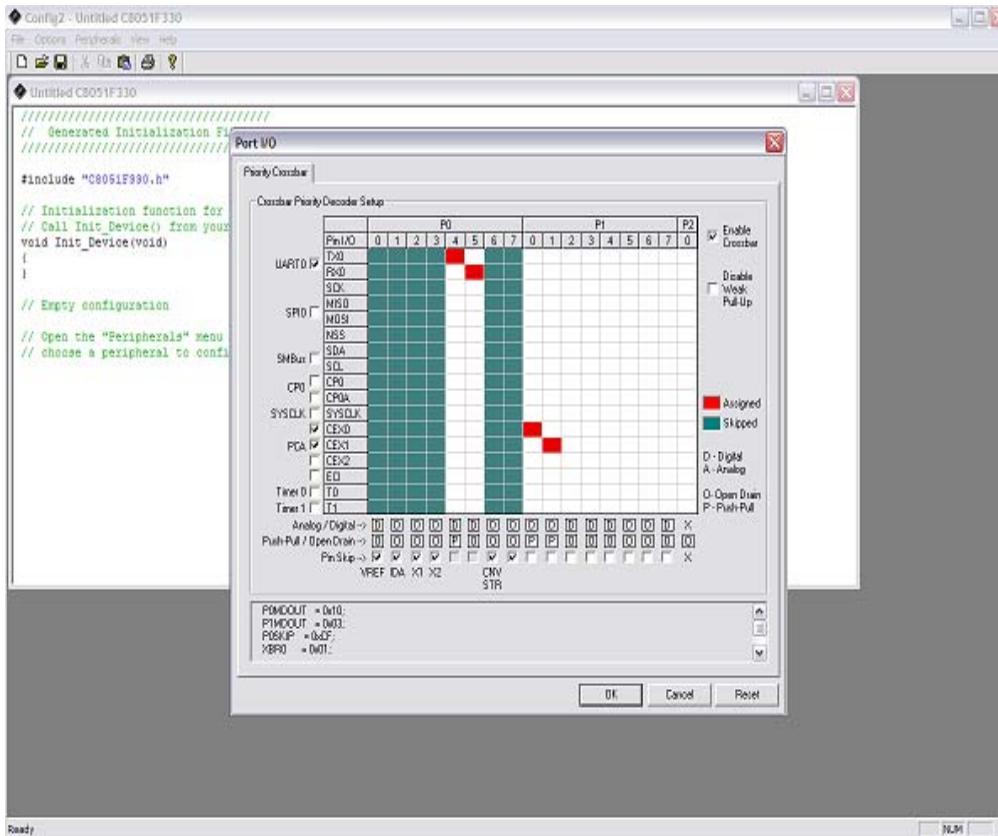 Config2 - Untitled C8051F330
File Options Peripherals View Help
Untitled C8051F330
/////////////////////////////////////
// Generated Initialization Fi
#include "C8051F330.h"
// Initialization function for
// Call Init_Device() from your
void Init_Device(void)
{
}
// Empty configuration
// Open the "Peripherals" menu
// choose a peripheral to confi
Port I/O
Priority Crossbar
Crossbar Priority Decoder Setup
P0 P1 P2
Pin I/O 0 1 2 3 4 5 6 7 0 1 2 3 4 5 6 7 0
UART0 TX0
RX0
SCK
SPI0 MISO
MOSI
NSS
SMBus SDA
SCL
CP0 CP0
CP0A
SYSCLK SYSCLK
CEX0
PCA CEX1
CEX2
ECI
Timer 0 T0
Timer 1 T1
Analog / Digital ->
Push-Pull / Open Drain ->
Pin Skip ->
VREF IDA X1 X2 CNV
STR
Enable
Crossbar
Disable
Weak
Pull-Up
Assigned
Skipped
D - Digital
A - Analog
O- Open Drain
P - Push-Pull
P0MDOUT = 0x10;
P1MDOUT = 0x03;
P0SKIP = 0xCF;
XBR0 = 0x01;
OK Cancel Reset
Ready NUM